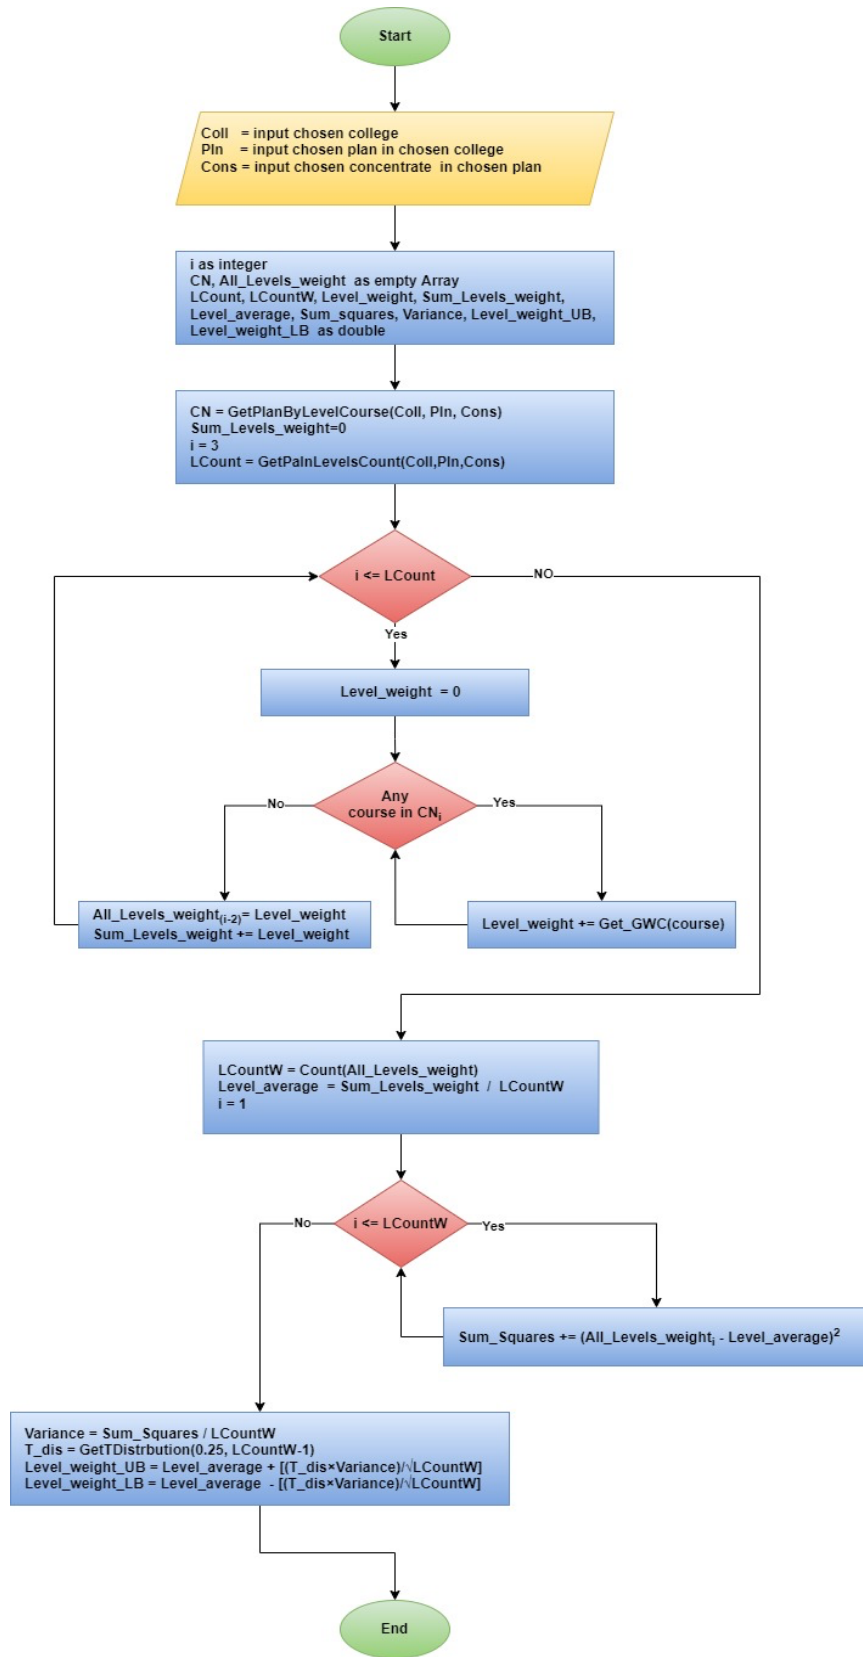 Start
Coll = input chosen college
Pln = input chosen plan in chosen college
Cons = input chosen concentrate in chosen plan
i as integer
CN, All_Levels_weight as empty Array
LCount, LCountW, Level_weight, Sum_Levels_weight,
Level_average, Sum_squares, Variance, Level_weight_UB,
Level_weight_LB as double
CN = GetPlanByLevelCourse(Coll, Pln, Cons)
Sum_Levels_weight=0
i = 3
LCount = GetPalnLevelsCount(Coll,Pln,Cons)
i <= LCount
NO
Yes
Level_weight = 0
Any
course in CNᵢ
No
Yes
All_Levels_weight₍ᵢ₋₂₎= Level_weight
Sum_Levels_weight += Level_weight
Level_weight += Get_GWC(course)
LCountW = Count(All_Levels_weight)
Level_average = Sum_Levels_weight / LCountW
i = 1
i <= LCountW
No
Yes
Sum_Squares += (All_Levels_weightᵢ - Level_average)²
Variance = Sum_Squares / LCountW
T_dis = GetTDistrbution(0.25, LCountW-1)
Level_weight_UB = Level_average + [(T_dis×Variance)/√LCountW]
Level_weight_LB = Level_average - [(T_dis×Variance)/√LCountW]
End